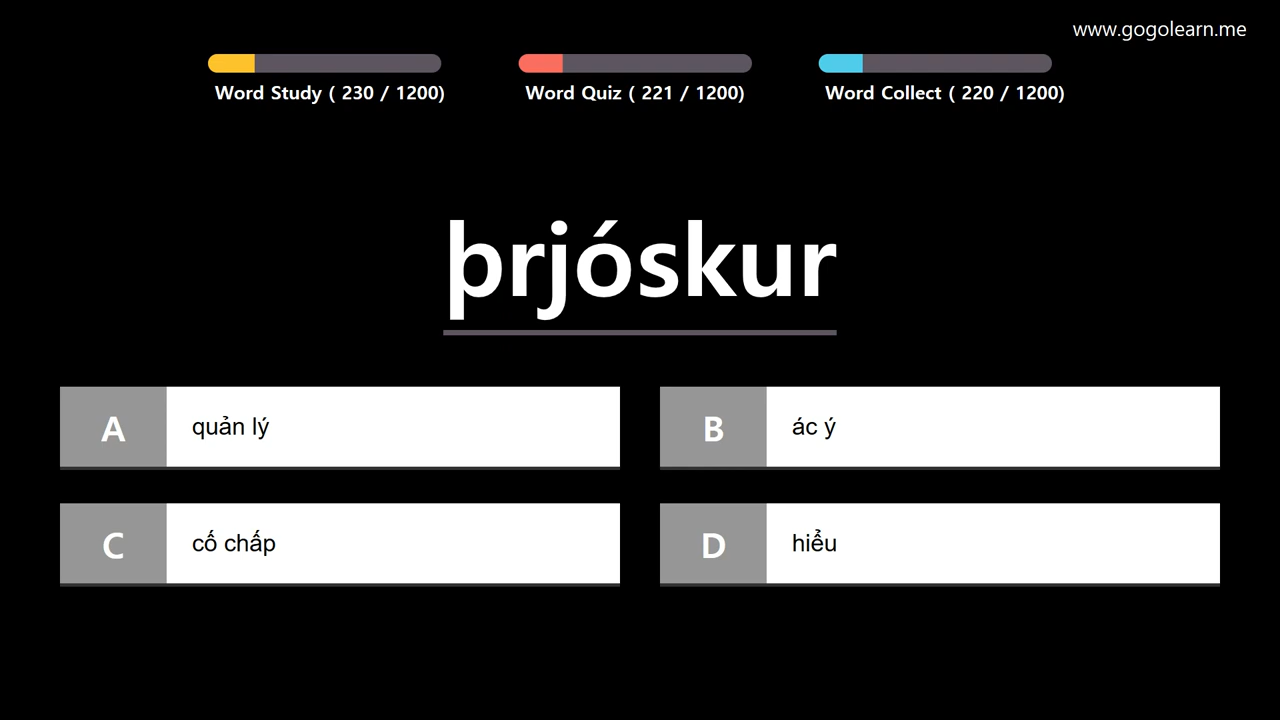 www.gogolearn.me
Word Study ( 230 / 1200)
Word Quiz ( 221 / 1200)
Word Collect ( 220 / 1200)
þrjóskur
A quản lý
B ác ý
C cố chấp
D hiểu